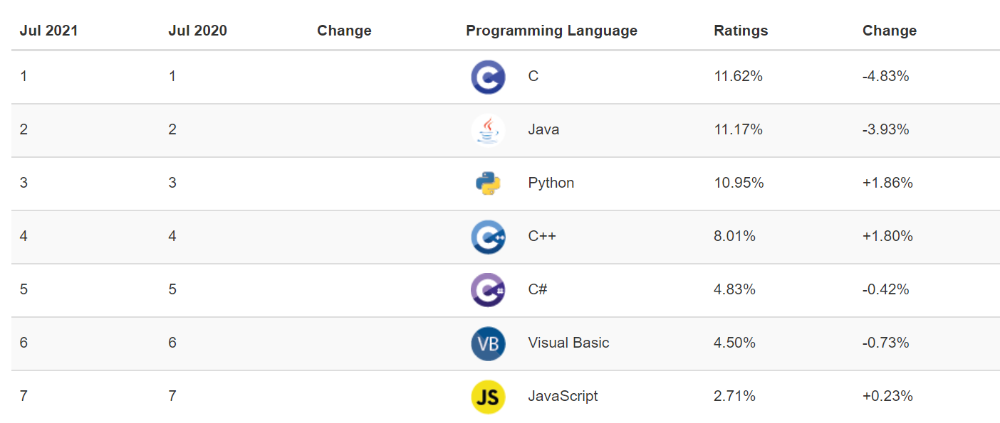 Jul 2021 Jul 2020 Change Programming Language Ratings Change
1 1 C C 11.62% -4.83%
2 2 Java 11.17% -3.93%
3 3 Python 10.95% +1.86%
4 4 C++ C++ 8.01% +1.80%
5 5 C# C# 4.83% -0.42%
6 6 VB Visual Basic 4.50% -0.73%
7 7 JS JavaScript 2.71% +0.23%